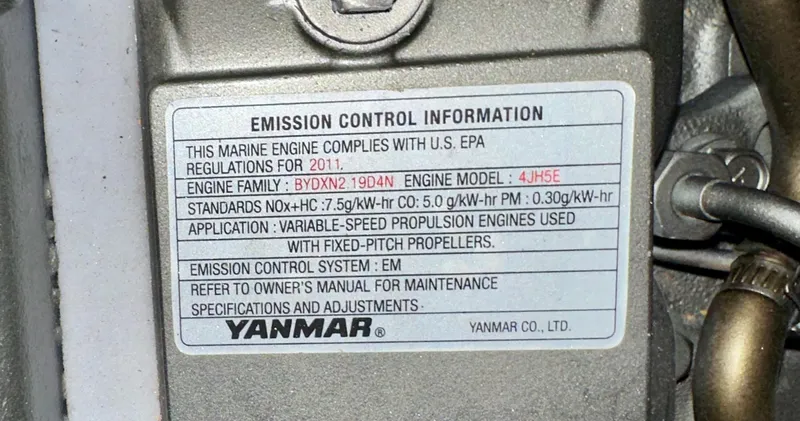 EMISSION CONTROL INFORMATION
THIS MARINE ENGINE COMPLIES WITH U.S. EPA
REGULATIONS FOR 2011.
ENGINE FAMILY : BYDXN2.19D4N ENGINE MODEL : 4JH5E
STANDARDS NOx+HC :7.5g/kW-hr CO: 5.0 g/kW-hr PM : 0.30g/kW-hr
APPLICATION : VARIABLE-SPEED PROPULSION ENGINES USED
WITH FIXED-PITCH PROPELLERS.
EMISSION CONTROL SYSTEM : EM
REFER TO OWNER'S MANUAL FOR MAINTENANCE
SPECIFICATIONS AND ADJUSTMENTS.
YANMAR® YANMAR CO., LTD.